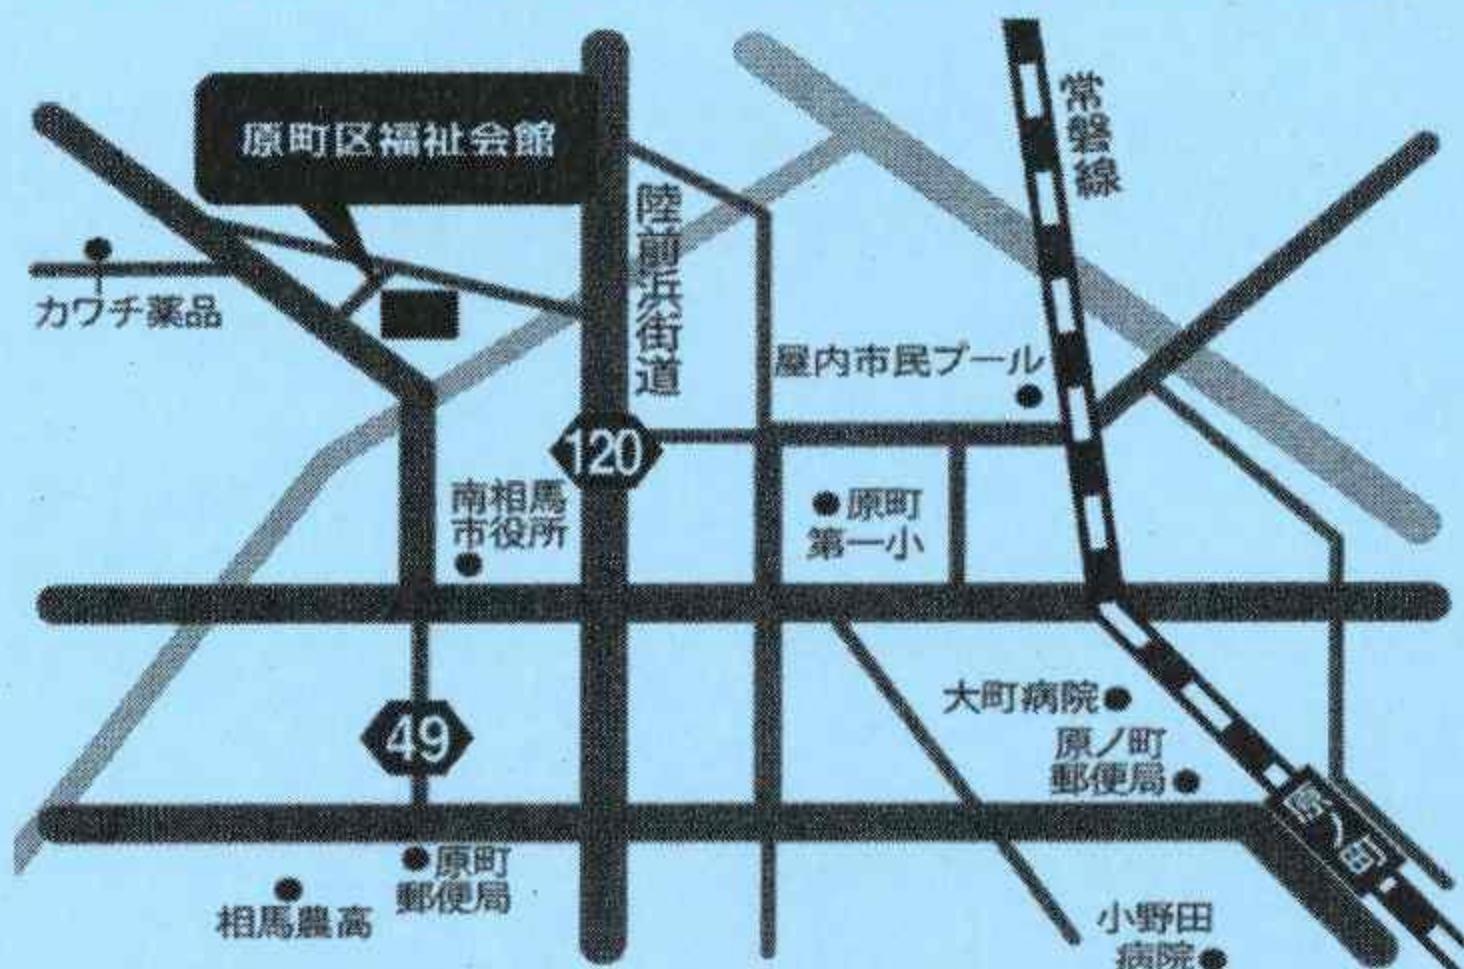 原町区福祉会館
常磐線
陸前浜街道
カワチ薬品
屋内市民プール
120
南相馬
市役所
原町
第一小
大町病院
49
原ノ町
郵便局
原ノ町
原町
郵便局
相馬農高
小野田
病院